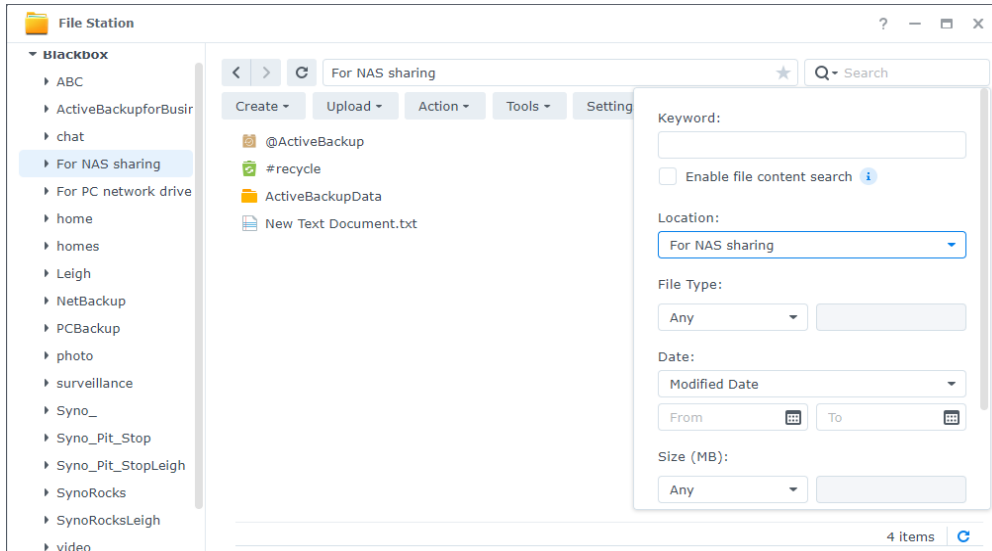 File Station
?
Blackbox
ABC
ActiveBackupforBusir
chat
For NAS sharing
For PC network drive
home
homes
Leigh
NetBackup
PCBackup
photo
surveillance
Syno_
Syno_Pit_Stop
Syno_Pit_StopLeigh
SynoRocks
SynoRocksLeigh
video
For NAS sharing
Search
Create
Upload
Action
Tools
Setting
@ActiveBackup
#recycle
ActiveBackupData
New Text Document.txt
Keyword:
Enable file content search i
Location:
For NAS sharing
File Type:
Any
Date:
Modified Date
From
To
Size (MB):
Any
4 items